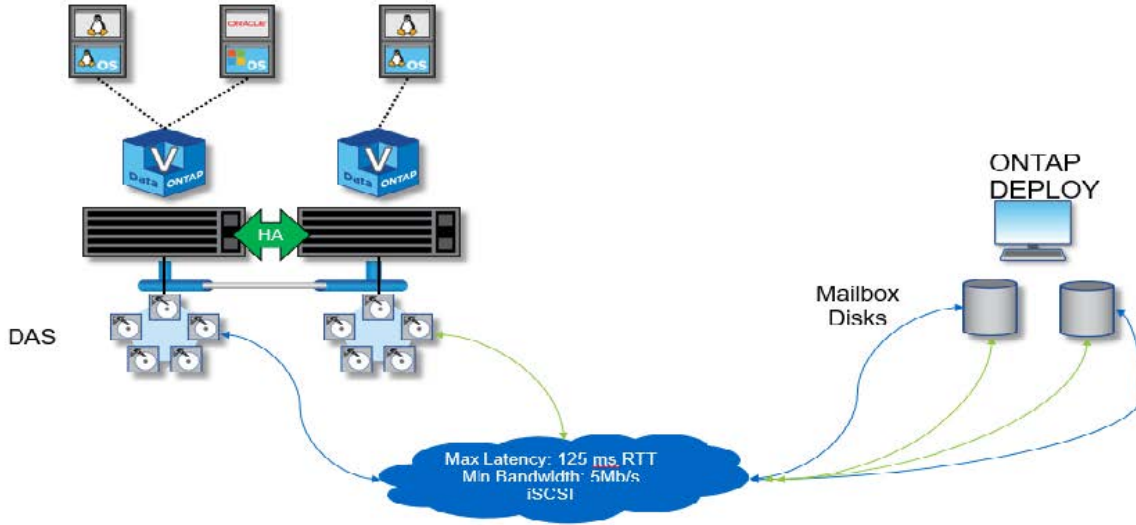 ORACLE
OS
OS
OS
V
Data ONTAP
V
Data ONTAP
HA
ONTAP
DEPLOY
Mailbox
Disks
DAS
Max Latency: 125 ms RTT
Min Bandwidth: 5Mb/s
iSCSI